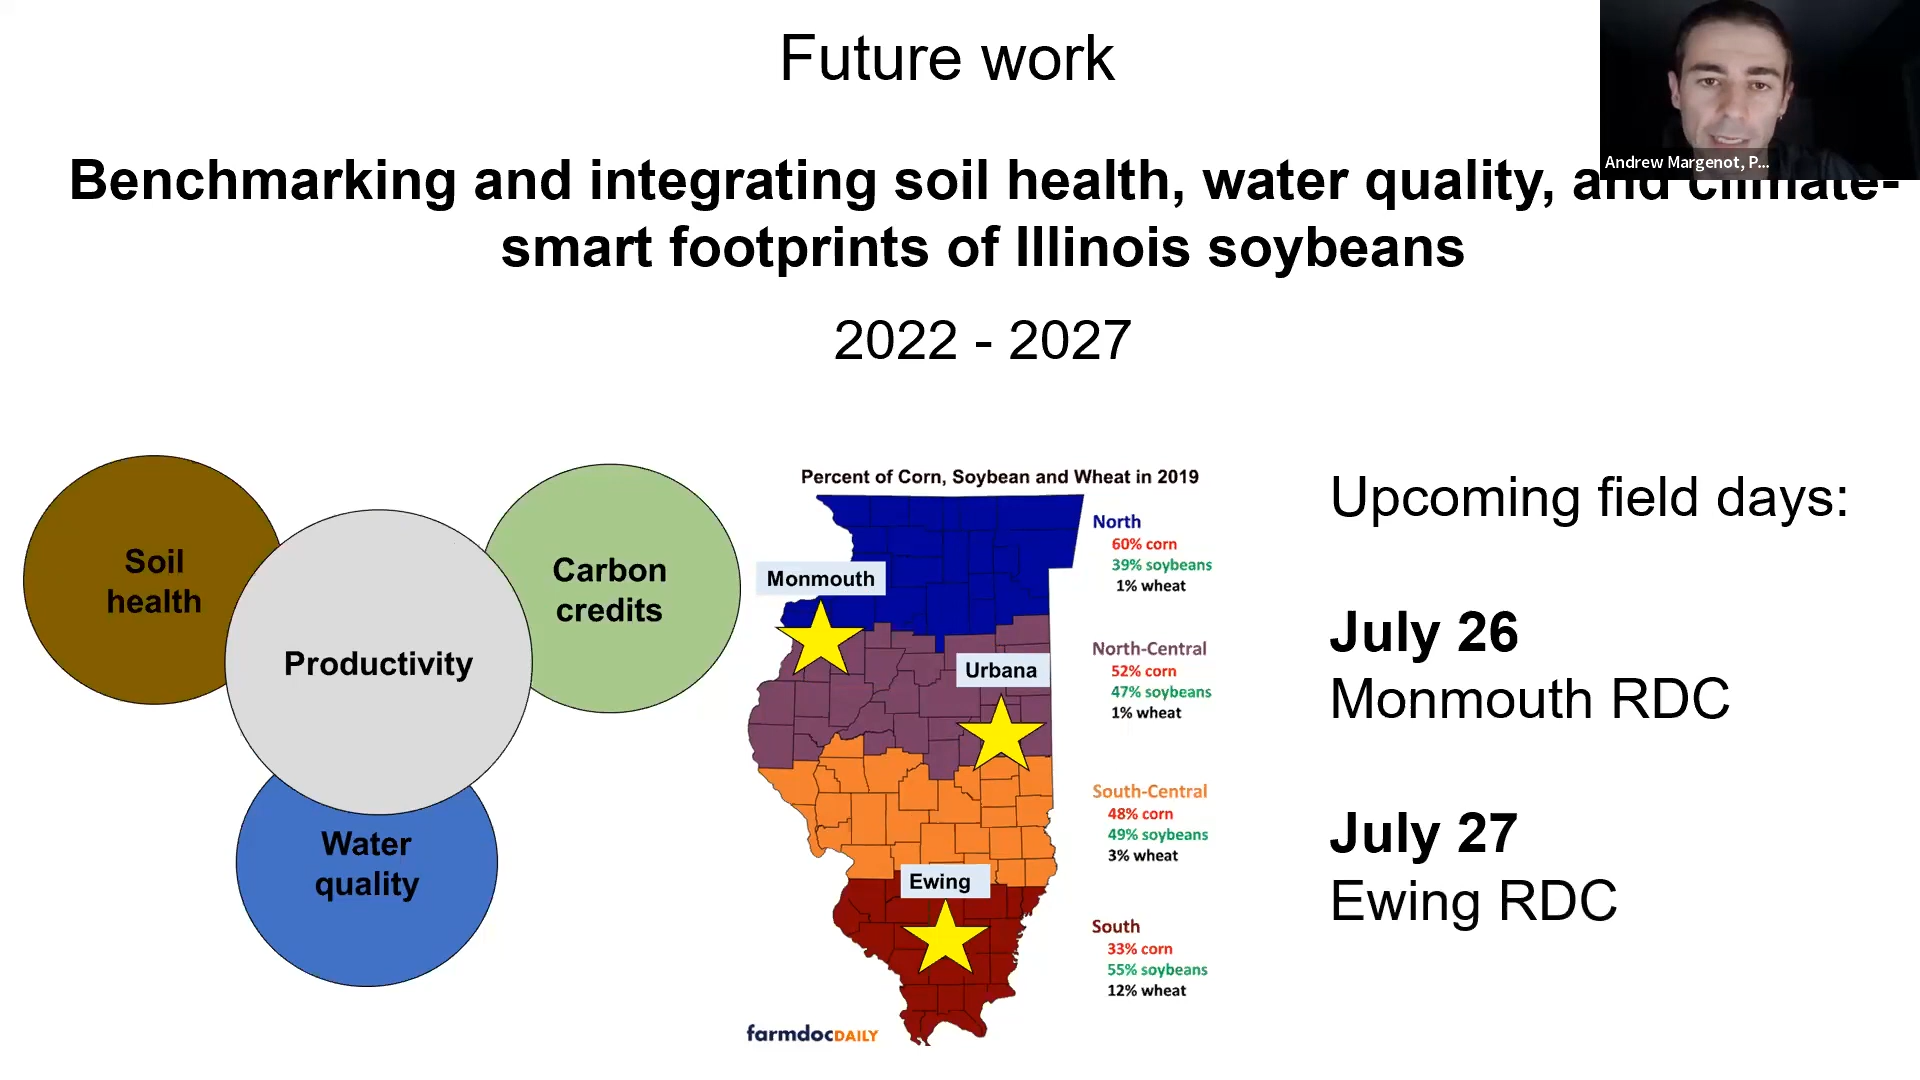 Future work
Andrew Margenot, P...
Benchmarking and integrating soil health, water quality, and climate-
smart footprints of Illinois soybeans
2022 - 2027
Soil
health
Productivity
Carbon
credits
Water
quality
Percent of Corn, Soybean and Wheat in 2019
Monmouth
Urbana
Ewing
North
60% corn
39% soybeans
1% wheat
North-Central
52% corn
47% soybeans
1% wheat
South-Central
48% corn
49% soybeans
3% wheat
South
33% corn
55% soybeans
12% wheat
farmdocDAILY
Upcoming field days:
July 26
Monmouth RDC
July 27
Ewing RDC